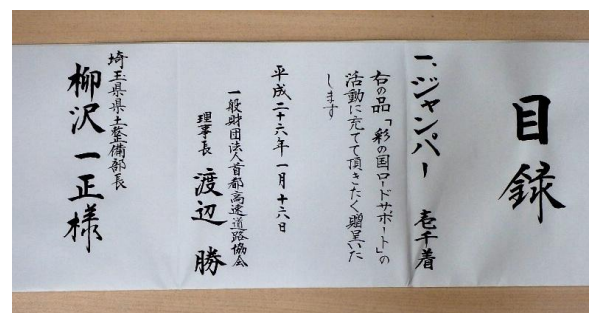 目録
一、ジャンパー 壱千着
右の品「彩の国ロードサポート」の
活動に充てて頂きたく贈呈いた
します
平成二十六年一月十六日
一般財団法人首都高速道路協会
理事長 渡辺 勝
埼玉県県土整備部長
柳沢一正様